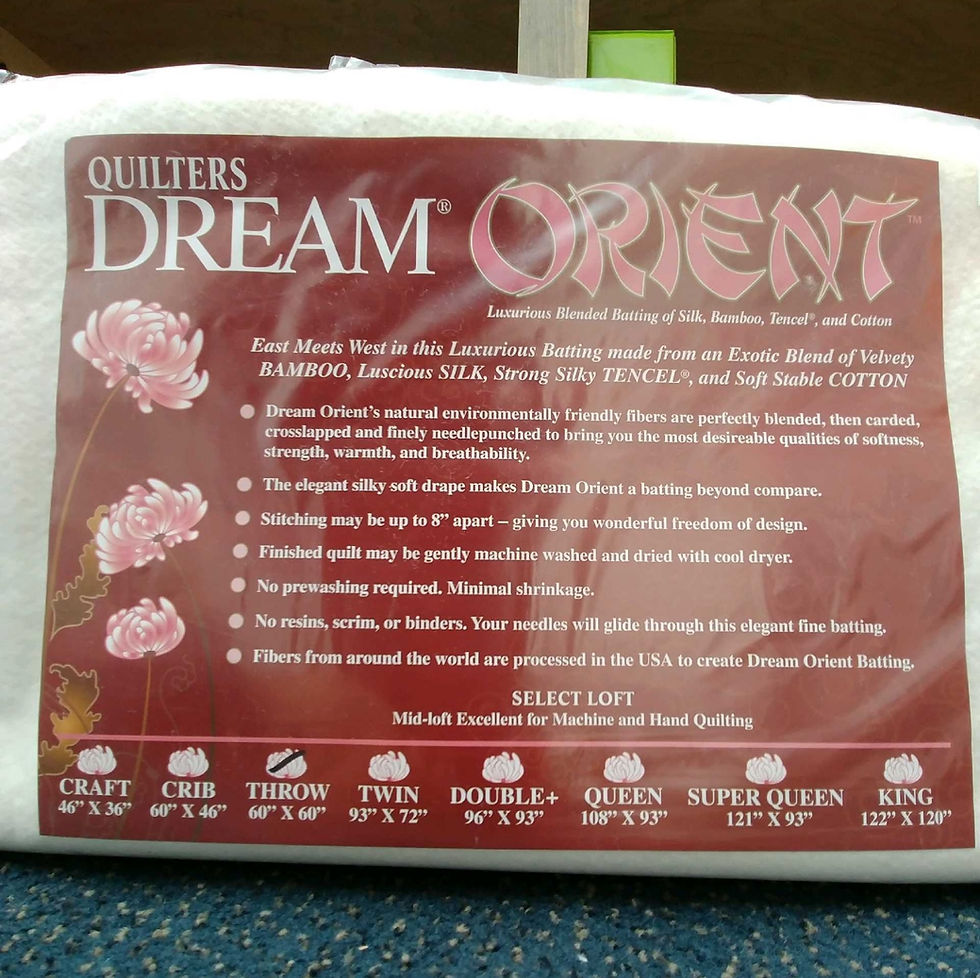 QUILTERS
DREAM® ORIENT™
Luxurious Blended Batting of Silk, Bamboo, Tencel®, and Cotton
East Meets West in this Luxurious Batting made from an Exotic Blend of Velvety
BAMBOO, Luscious SILK, Strong Silky TENCEL®, and Soft Stable COTTON
Dream Orient's natural environmentally friendly fibers are perfectly blended, then carded,
crosslapped and finely needlepunched to bring you the most desireable qualities of softness,
strength, warmth, and breathability.
The elegant silky soft drape makes Dream Orient a batting beyond compare.
Stitching may be up to 8” apart – giving you wonderful freedom of design.
Finished quilt may be gently machine washed and dried with cool dryer.
No prewashing required. Minimal shrinkage.
No resins, scrim, or binders. Your needles will glide through this elegant fine batting.
Fibers from around the world are processed in the USA to create Dream Orient Batting.
SELECT LOFT
Mid-loft Excellent for Machine and Hand Quilting
CRAFT CRIB THROW TWIN DOUBLE+ QUEEN SUPER QUEEN KING
46” X 36” 60” X 46” 60” X 60” 93” X 72” 96” X 93” 108” X 93” 121” X 93” 122” X 120”